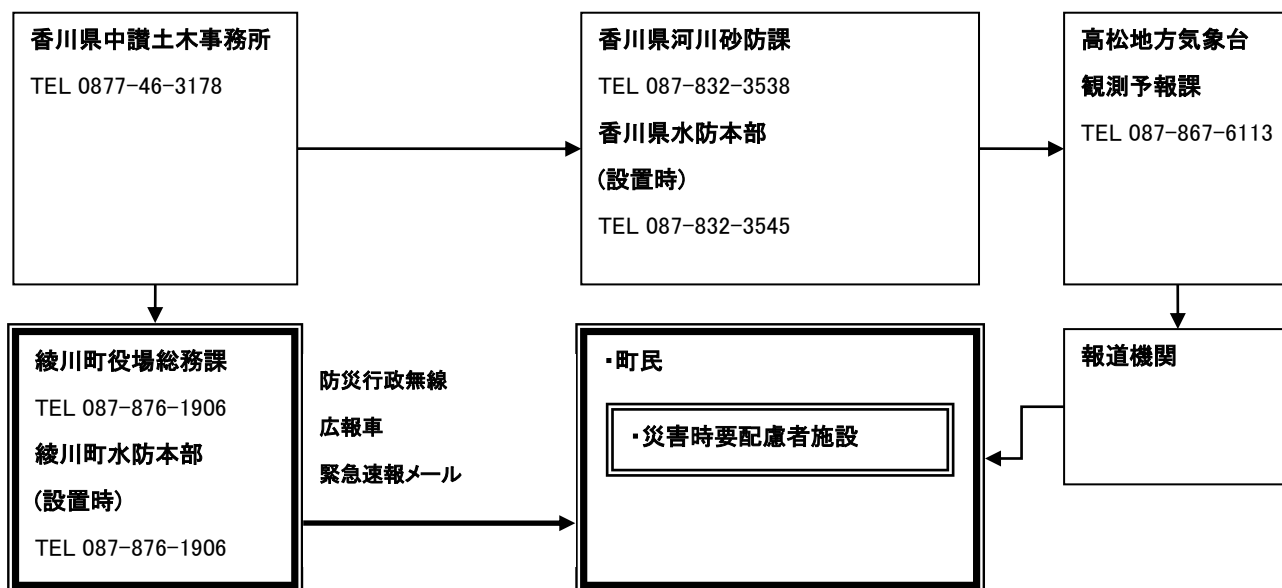 香川県中讃土木事務所
TEL 0877-46-3178
香川県河川砂防課
TEL 087-832-3538
香川県水防本部
(設置時)
TEL 087-832-3545
高松地方気象台
観測予報課
TEL 087-867-6113
綾川町役場総務課
TEL 087-876-1906
綾川町水防本部
(設置時)
TEL 087-876-1906
防災行政無線
広報車
緊急速報メール
・町民
・災害時要配慮者施設
報道機関